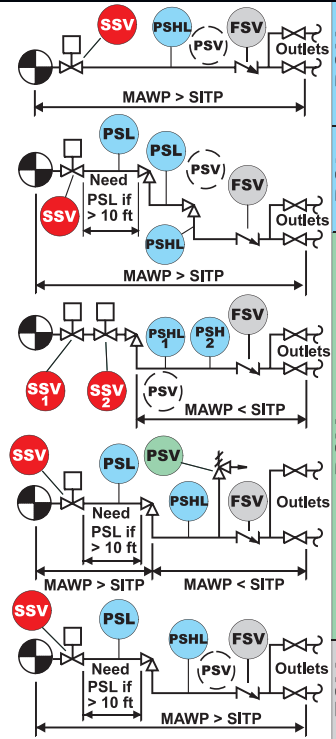 SSV
PSHL
PSV
FSV
Outlets
MAWP > SITP
PSL
PSL
PSV
FSV
Need
PSL if
> 10 ft
SSV
PSHL
Outlets
MAWP > SITP
PSHL
1
PSH
2
FSV
Outlets
SSV
1
SSV
2
PSV
MAWP < SITP
SSV
PSL
PSV
PSHL
FSV
Outlets
Need
PSL if
> 10 ft
MAWP > SITP
MAWP < SITP
SSV
PSL
PSHL
PSV
FSV
Outlets
Need
PSL if
> 10 ft
MAWP > SITP